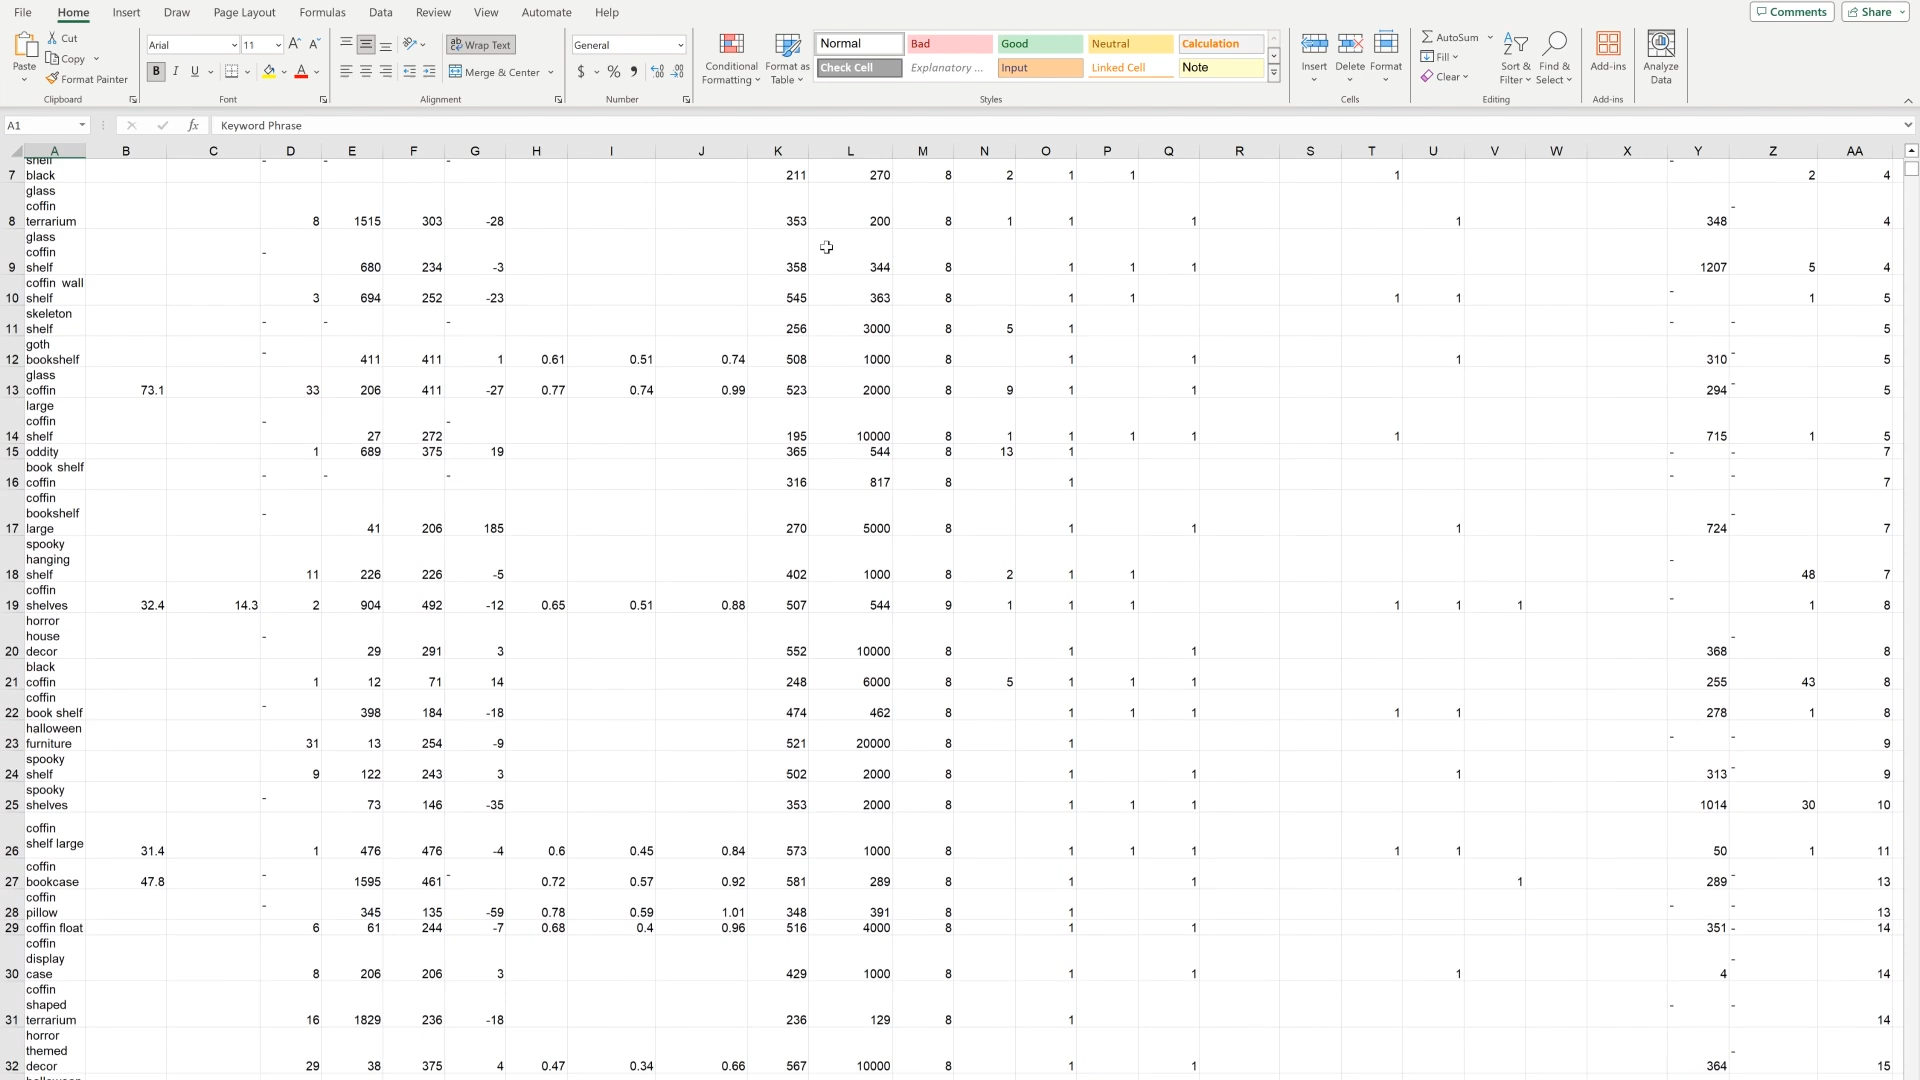 File Home Insert Draw Page Layout Formulas Data Review View Automate Help Comments Share
Paste Cut Copy Format Painter Clipboard
Arial 11 A A B I U A Font
ab Wrap Text Merge & Center Alignment
General $ % 9 Number
Conditional Formatting Format as Table Normal Bad Good Neutral Calculation
Check Cell Explanatory ... Input Linked Cell Note Styles
Insert Delete Format Cells
AutoSum Fill Clear Sort & Filter Find & Select Editing
Add-ins Add-ins
Analyze Data
A1 fx Keyword Phrase
A B C D E F G H I J K L M N O P Q R S T U V W X Y Z AA
shelf - - - -
7 black 211 270 8 2 1 1 1 2 4
glass
coffin -
8 terrarium 8 1515 303 -28 353 200 8 1 1 1 1 348 4
glass
coffin -
9 shelf 680 234 -3 358 344 8 1 1 1 1207 5 4
coffin wall -
10 shelf 3 694 252 -23 545 363 8 1 1 1 1 1 5
skeleton - - - - -
11 shelf 256 3000 8 5 1 5
goth - -
12 bookshelf 411 411 1 0.61 0.51 0.74 508 1000 8 1 1 1 310 5
glass -
13 coffin 73.1 33 206 411 -27 0.77 0.74 0.99 523 2000 8 9 1 1 294 5
large
coffin - -
14 shelf 27 272 195 10000 8 1 1 1 1 1 715 1 5
15 oddity 1 689 375 19 365 544 8 13 1 - - 7
book shelf - - - - -
16 coffin 316 817 8 1 7
coffin
bookshelf - -
17 large 41 206 185 270 5000 8 1 1 1 724 7
spooky
hanging -
18 shelf 11 226 226 -5 402 1000 8 2 1 1 48 7
coffin -
19 shelves 32.4 14.3 2 904 492 -12 0.65 0.51 0.88 507 544 9 1 1 1 1 1 1 1 8
horror
house - -
20 decor 29 291 3 552 10000 8 1 1 368 8
black
21 coffin 1 12 71 14 248 6000 8 5 1 1 1 255 43 8
coffin -
22 book shelf 398 184 -18 474 462 8 1 1 1 1 1 278 1 8
halloween - -
23 furniture 31 13 254 -9 521 20000 8 1 9
spooky -
24 shelf 9 122 243 3 502 2000 8 1 1 1 313 9
spooky -
25 shelves 73 146 -35 353 2000 8 1 1 1 1014 30 10
coffin
shelf large
26 31.4 1 476 476 -4 0.6 0.45 0.84 573 1000 8 1 1 1 1 1 50 1 11
coffin - - -
27 bookcase 47.8 1595 461 0.72 0.57 0.92 581 289 8 1 1 1 289 13
coffin - - -
28 pillow 345 135 -59 0.78 0.59 1.01 348 391 8 1 13
29 coffin float 6 61 244 -7 0.68 0.4 0.96 516 4000 8 1 1 351 - 14
coffin
display -
30 case 8 206 206 3 429 1000 8 1 1 1 4 14
coffin
shaped - -
31 terrarium 16 1829 236 -18 236 129 8 1 14
horror
themed -
32 decor 29 38 375 4 0.47 0.34 0.66 567 10000 8 1 1 364 15